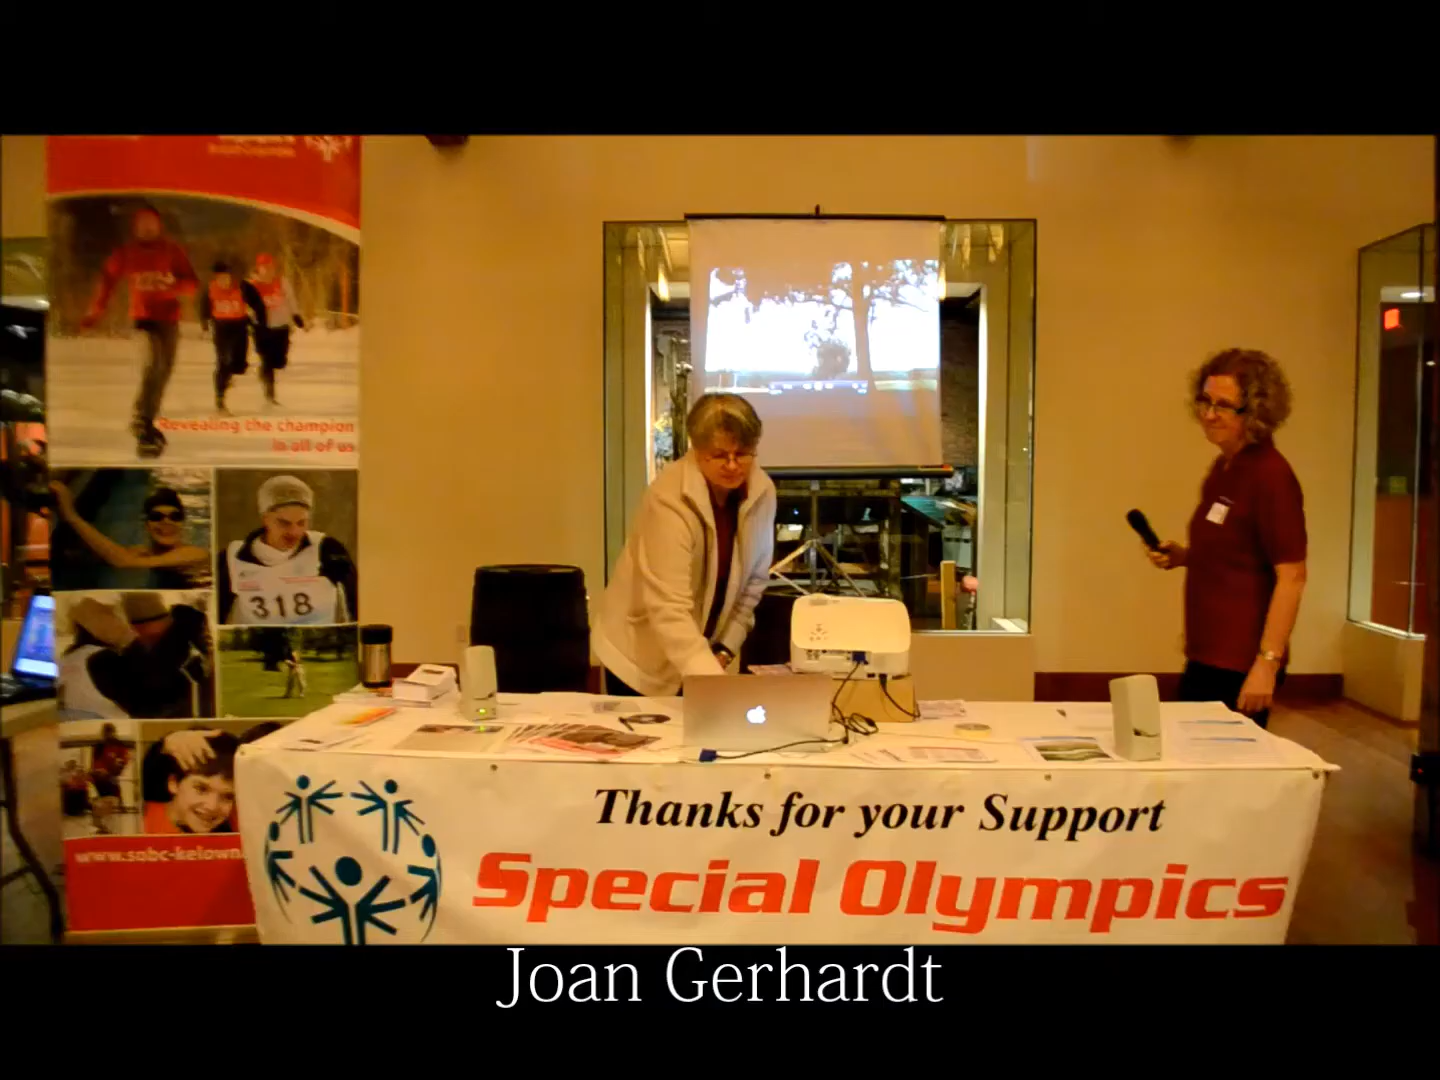 Revealing the champion
in all of us
318
www.sobc-kelown
Thanks for your Support
Special Olympics
Joan Gerhardt